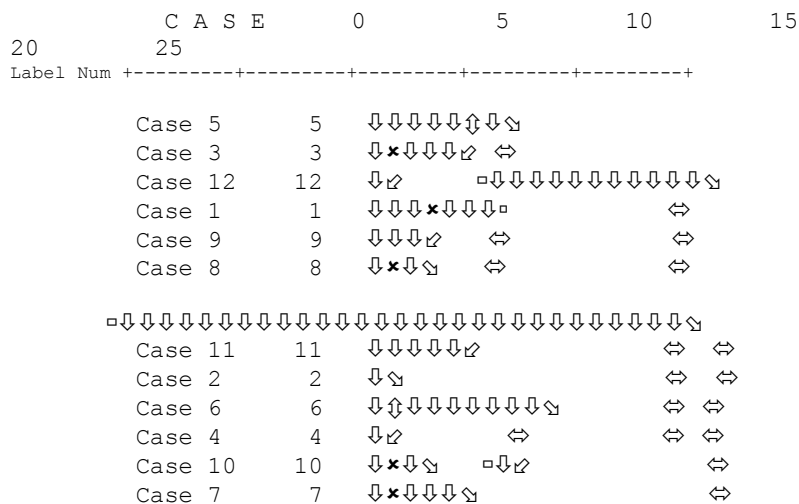 C A S E 0 5 10 15
20 25
Label Num +---------+---------+---------+---------+---------+
Case 5 5 ⇩⇩⇩⇩⇩⇳⇩⬂
Case 3 3 ⇩×⇩⇩⇩⬃ ⬄
Case 12 12 ⇩⬃ ▫⇩⇩⇩⇩⇩⇩⇩⇩⇩⇩⇩⬂
Case 1 1 ⇩⇩⇩×⇩⇩⇩▫ ⬄
Case 9 9 ⇩⇩⇩⬃ ⬄ ⬄
Case 8 8 ⇩×⇩⬂ ⬄ ⬄
▫⇩⇩⇩⇩⇩⇩⇩⇩⇩⇩⇩⇩⇩⇩⇩⇩⇩⇩⇩⇩⇩⇩⇩⇩⇩⇩⇩⇩⇩⬂
Case 11 11 ⇩⇩⇩⇩⇩⬃ ⬄ ⬄
Case 2 2 ⇩⬂ ⬄ ⬄
Case 6 6 ⇩⇳⇩⇩⇩⇩⇩⇩⇩⬂ ⬄ ⬄
Case 4 4 ⇩⬃ ⬄ ⬄ ⬄
Case 10 10 ⇩×⇩⬂ ▫⇩⬃ ⬄
Case 7 7 ⇩×⇩⇩⇩⬂ ⬄